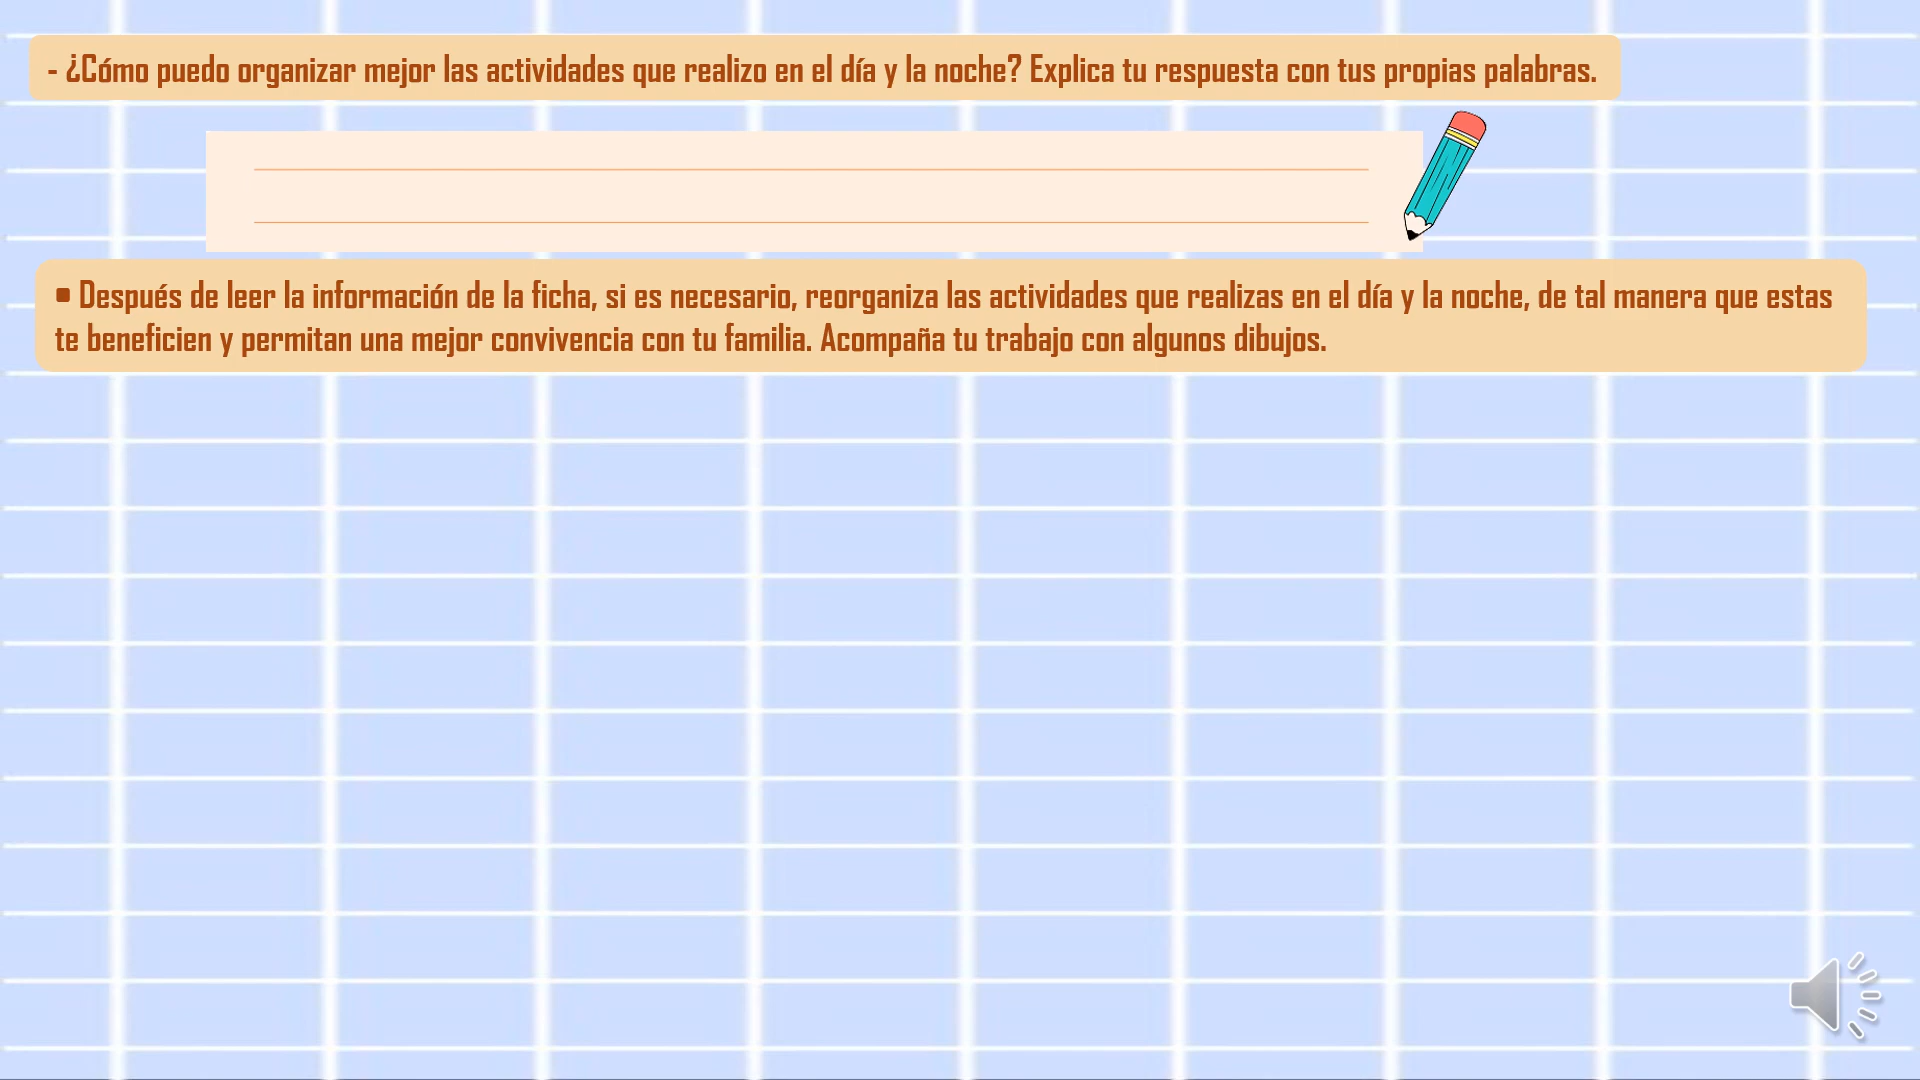 - ¿Cómo puedo organizar mejor las actividades que realizo en el día y la noche? Explica tu respuesta con tus propias palabras.
▪ Después de leer la información de la ficha, si es necesario, reorganiza las actividades que realizas en el día y la noche, de tal manera que estas
te beneficien y permitan una mejor convivencia con tu familia. Acompaña tu trabajo con algunos dibujos.